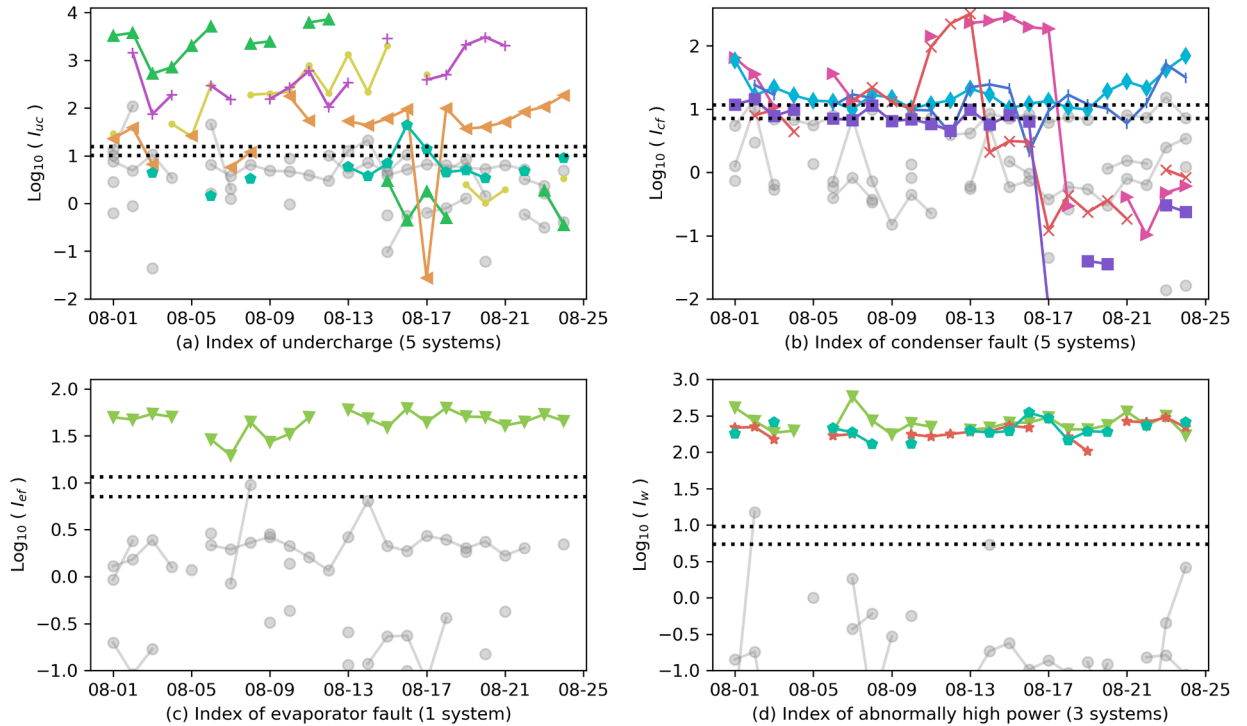 Log₁₀ ( I_uc )
4
3
2
1
0
−1
−2
08-01 08-05 08-09 08-13 08-17 08-21 08-25
(a) Index of undercharge (5 systems)
Log₁₀ ( I_cf )
2
1
0
−1
−2
08-01 08-05 08-09 08-13 08-17 08-21 08-25
(b) Index of condenser fault (5 systems)
Log₁₀ ( I_ef )
2.0
1.5
1.0
0.5
0.0
−0.5
−1.0
08-01 08-05 08-09 08-13 08-17 08-21 08-25
(c) Index of evaporator fault (1 system)
Log₁₀ ( I_w )
3.0
2.5
2.0
1.5
1.0
0.5
0.0
−0.5
−1.0
08-01 08-05 08-09 08-13 08-17 08-21 08-25
(d) Index of abnormally high power (3 systems)